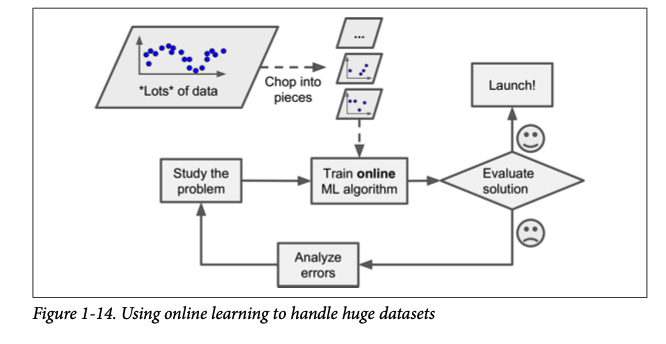 ...
*Lots* of data
Chop into
pieces
Launch!
Study the
problem
Train online
ML algorithm
Evaluate
solution
Analyze
errors
Figure 1-14. Using online learning to handle huge datasets